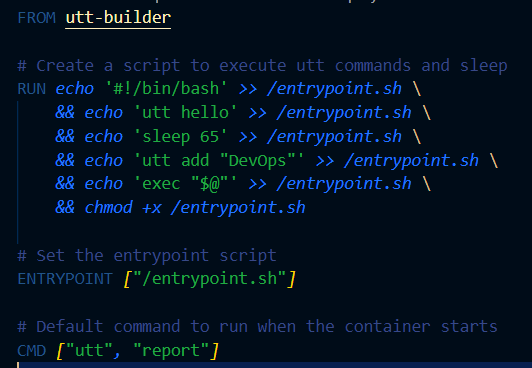 FROM utt-builder
# Create a script to execute utt commands and sleep
RUN echo '#!/bin/bash' >> /entrypoint.sh \
&& echo 'utt hello' >> /entrypoint.sh \
&& echo 'sleep 65' >> /entrypoint.sh \
&& echo 'utt add "DevOps"' >> /entrypoint.sh \
&& echo 'exec "$@"' >> /entrypoint.sh \
&& chmod +x /entrypoint.sh
# Set the entrypoint script
ENTRYPOINT ["/entrypoint.sh"]
# Default command to run when the container starts
CMD ["utt", "report"]